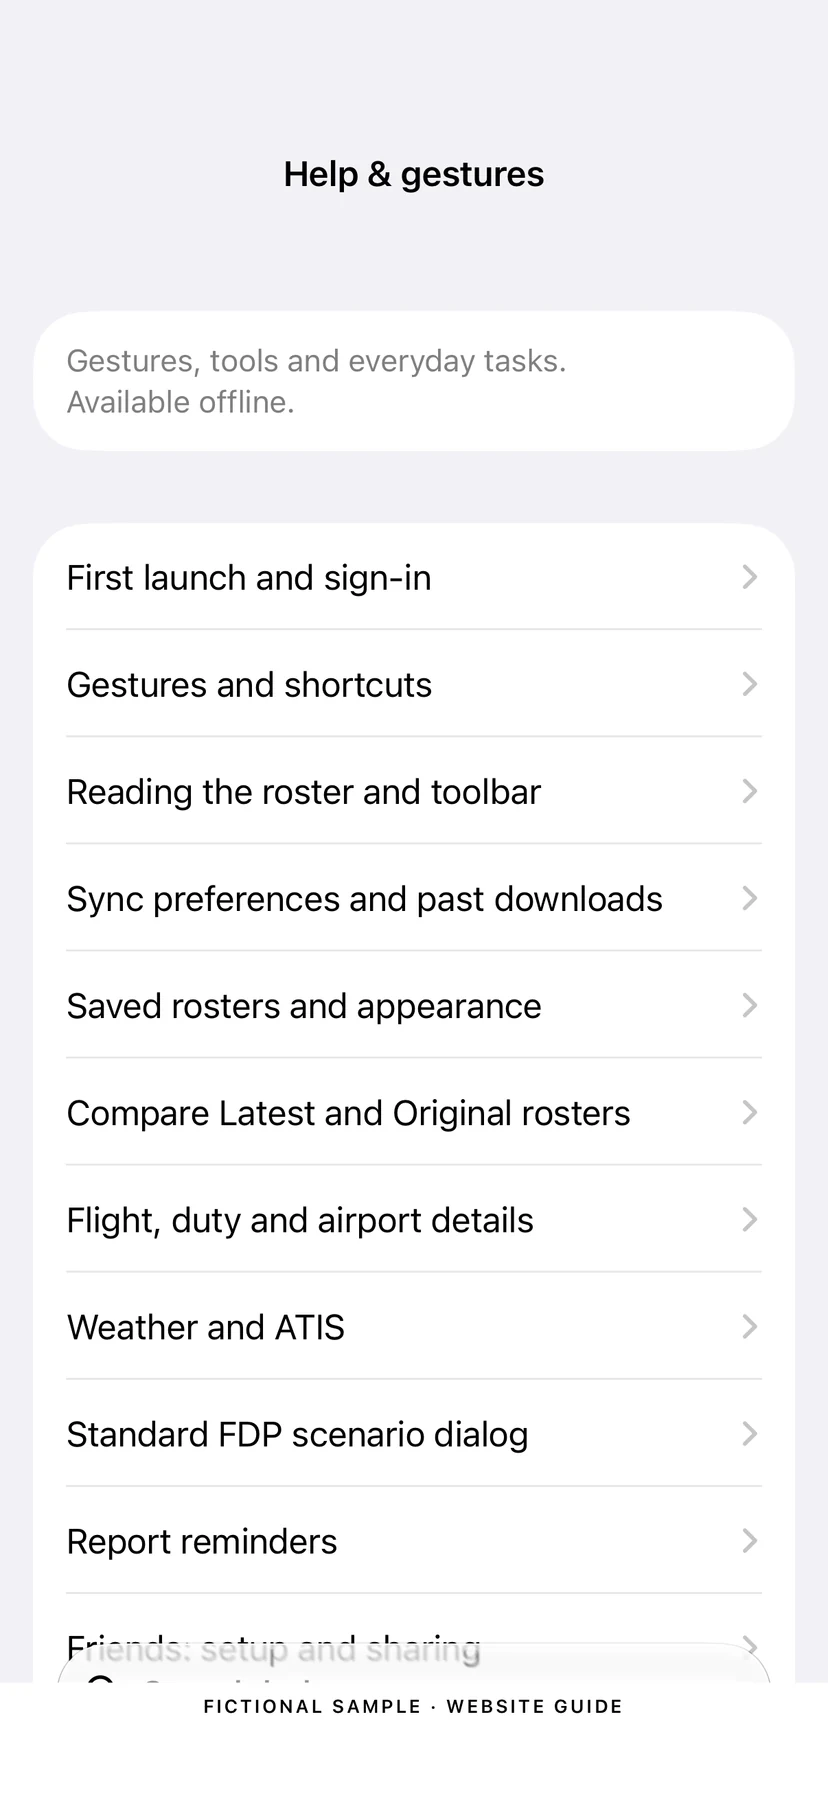 Help & gestures
Gestures, tools and everyday tasks.
Available offline.
First launch and sign-in
Gestures and shortcuts
Reading the roster and toolbar
Sync preferences and past downloads
Saved rosters and appearance
Compare Latest and Original rosters
Flight, duty and airport details
Weather and ATIS
Standard FDP scenario dialog
Report reminders
Friends: setup and sharing
FICTIONAL SAMPLE · WEBSITE GUIDE